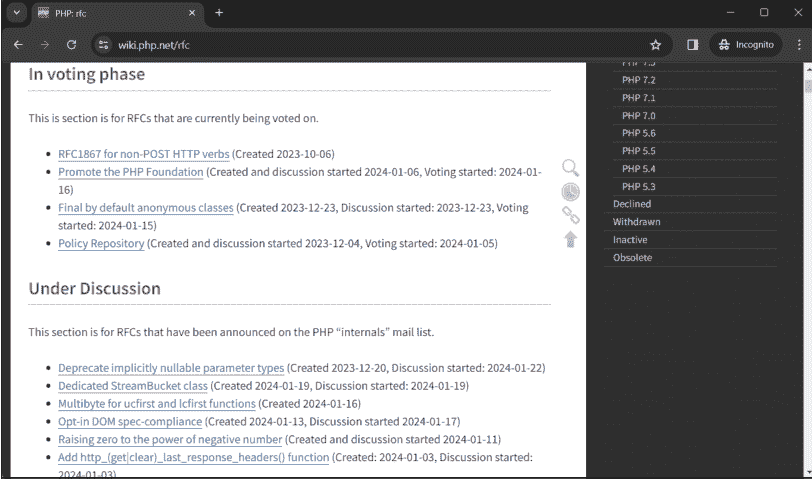 PHP: rfc
wiki.php.net/rfc
Incognito
In voting phase
This is section is for RFCs that are currently being voted on.
RFC1867 for non-POST HTTP verbs (Created 2023-10-06)
Promote the PHP Foundation (Created and discussion started 2024-01-06, Voting started: 2024-01-
16)
Final by default anonymous classes (Created 2023-12-23, Discussion started: 2023-12-23, Voting
started: 2024-01-15)
Policy Repository (Created and discussion started 2023-12-04, Voting started: 2024-01-05)
Under Discussion
This section is for RFCs that have been announced on the PHP “internals” mail list.
Deprecate implicitly nullable parameter types (Created 2023-12-20, Discussion started: 2024-01-22)
Dedicated StreamBucket class (Created 2024-01-19, Discussion started: 2024-01-19)
Multibyte for ucfirst and lcfirst functions (Created 2024-01-16)
Opt-in DOM spec-compliance (Created 2024-01-13, Discussion started 2024-01-17)
Raising zero to the power of negative number (Created and discussion started 2024-01-11)
Add http_(get|clear)_last_response_headers() function (Created: 2024-01-03, Discussion started:
2024-01-03)
PHP 7.3
PHP 7.2
PHP 7.1
PHP 7.0
PHP 5.6
PHP 5.5
PHP 5.4
PHP 5.3
Declined
Withdrawn
Inactive
Obsolete